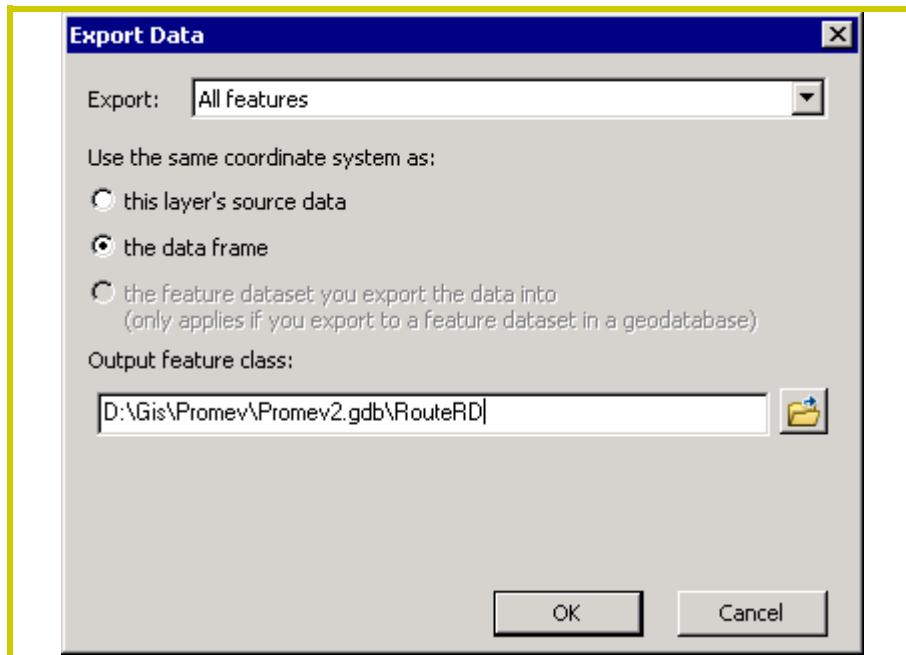 Export Data
Export: All features
Use the same coordinate system as:
this layer's source data
the data frame
the feature dataset you export the data into
(only applies if you export to a feature dataset in a geodatabase)
Output feature class:
D:\Gis\Promev\Promev2.gdb\RouteRD
OK Cancel